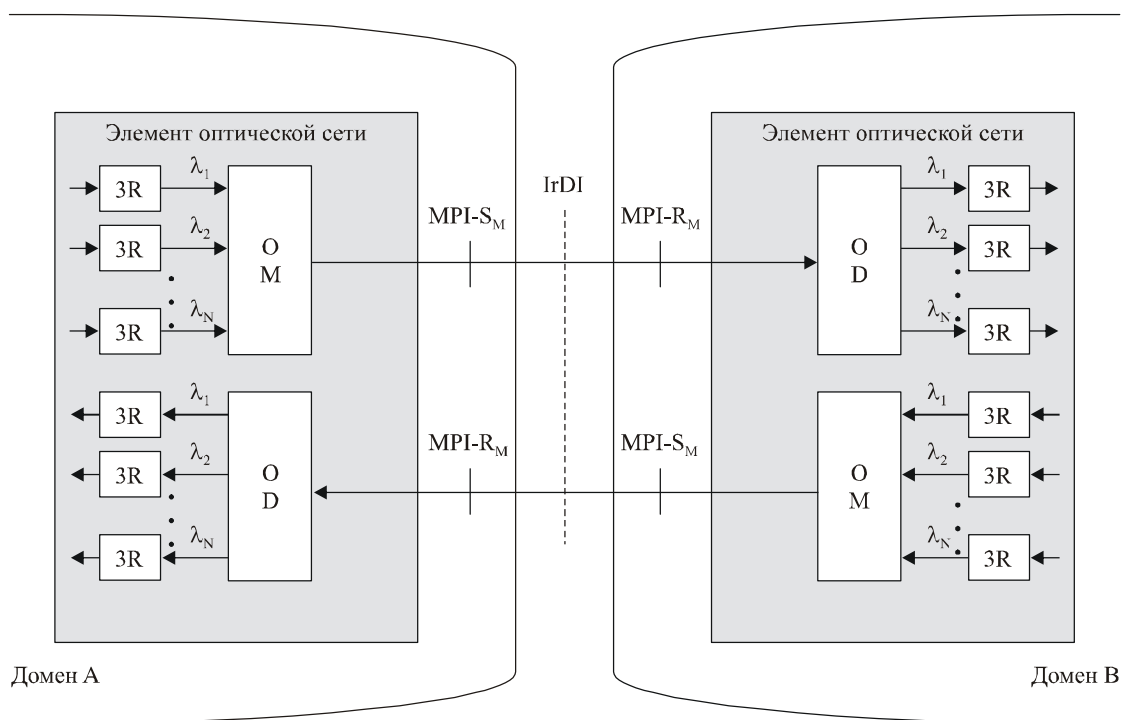 Элемент оптической сети
3R
λ₁
3R
λ₂
3R
λN
O
M
3R
λ₁
3R
λ₂
3R
λN
O
D
MPI-SM
IrDI
MPI-RM
MPI-RM
MPI-SM
Элемент оптической сети
O
D
λ₁
3R
λ₂
3R
λN
3R
O
M
λ₁
3R
λ₂
3R
λN
3R
Домен A
Домен B